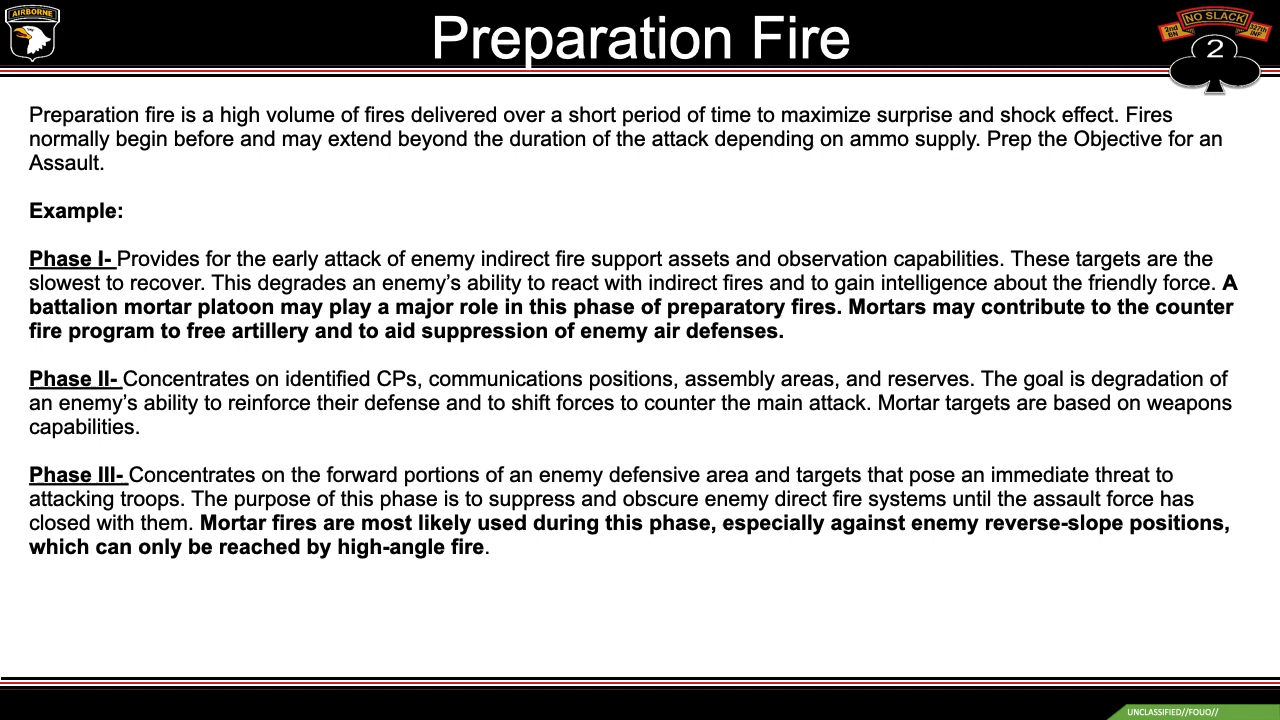 AIRBORNE
Preparation Fire
NO SLACK
2nd BN
327th INF
2
Preparation fire is a high volume of fires delivered over a short period of time to maximize surprise and shock effect. Fires
normally begin before and may extend beyond the duration of the attack depending on ammo supply. Prep the Objective for an
Assault.
Example:
Phase I- Provides for the early attack of enemy indirect fire support assets and observation capabilities. These targets are the
slowest to recover. This degrades an enemy’s ability to react with indirect fires and to gain intelligence about the friendly force. A
battalion mortar platoon may play a major role in this phase of preparatory fires. Mortars may contribute to the counter
fire program to free artillery and to aid suppression of enemy air defenses.
Phase II- Concentrates on identified CPs, communications positions, assembly areas, and reserves. The goal is degradation of
an enemy’s ability to reinforce their defense and to shift forces to counter the main attack. Mortar targets are based on weapons
capabilities.
Phase III- Concentrates on the forward portions of an enemy defensive area and targets that pose an immediate threat to
attacking troops. The purpose of this phase is to suppress and obscure enemy direct fire systems until the assault force has
closed with them. Mortar fires are most likely used during this phase, especially against enemy reverse-slope positions,
which can only be reached by high-angle fire.
UNCLASSIFIED//FOUO//